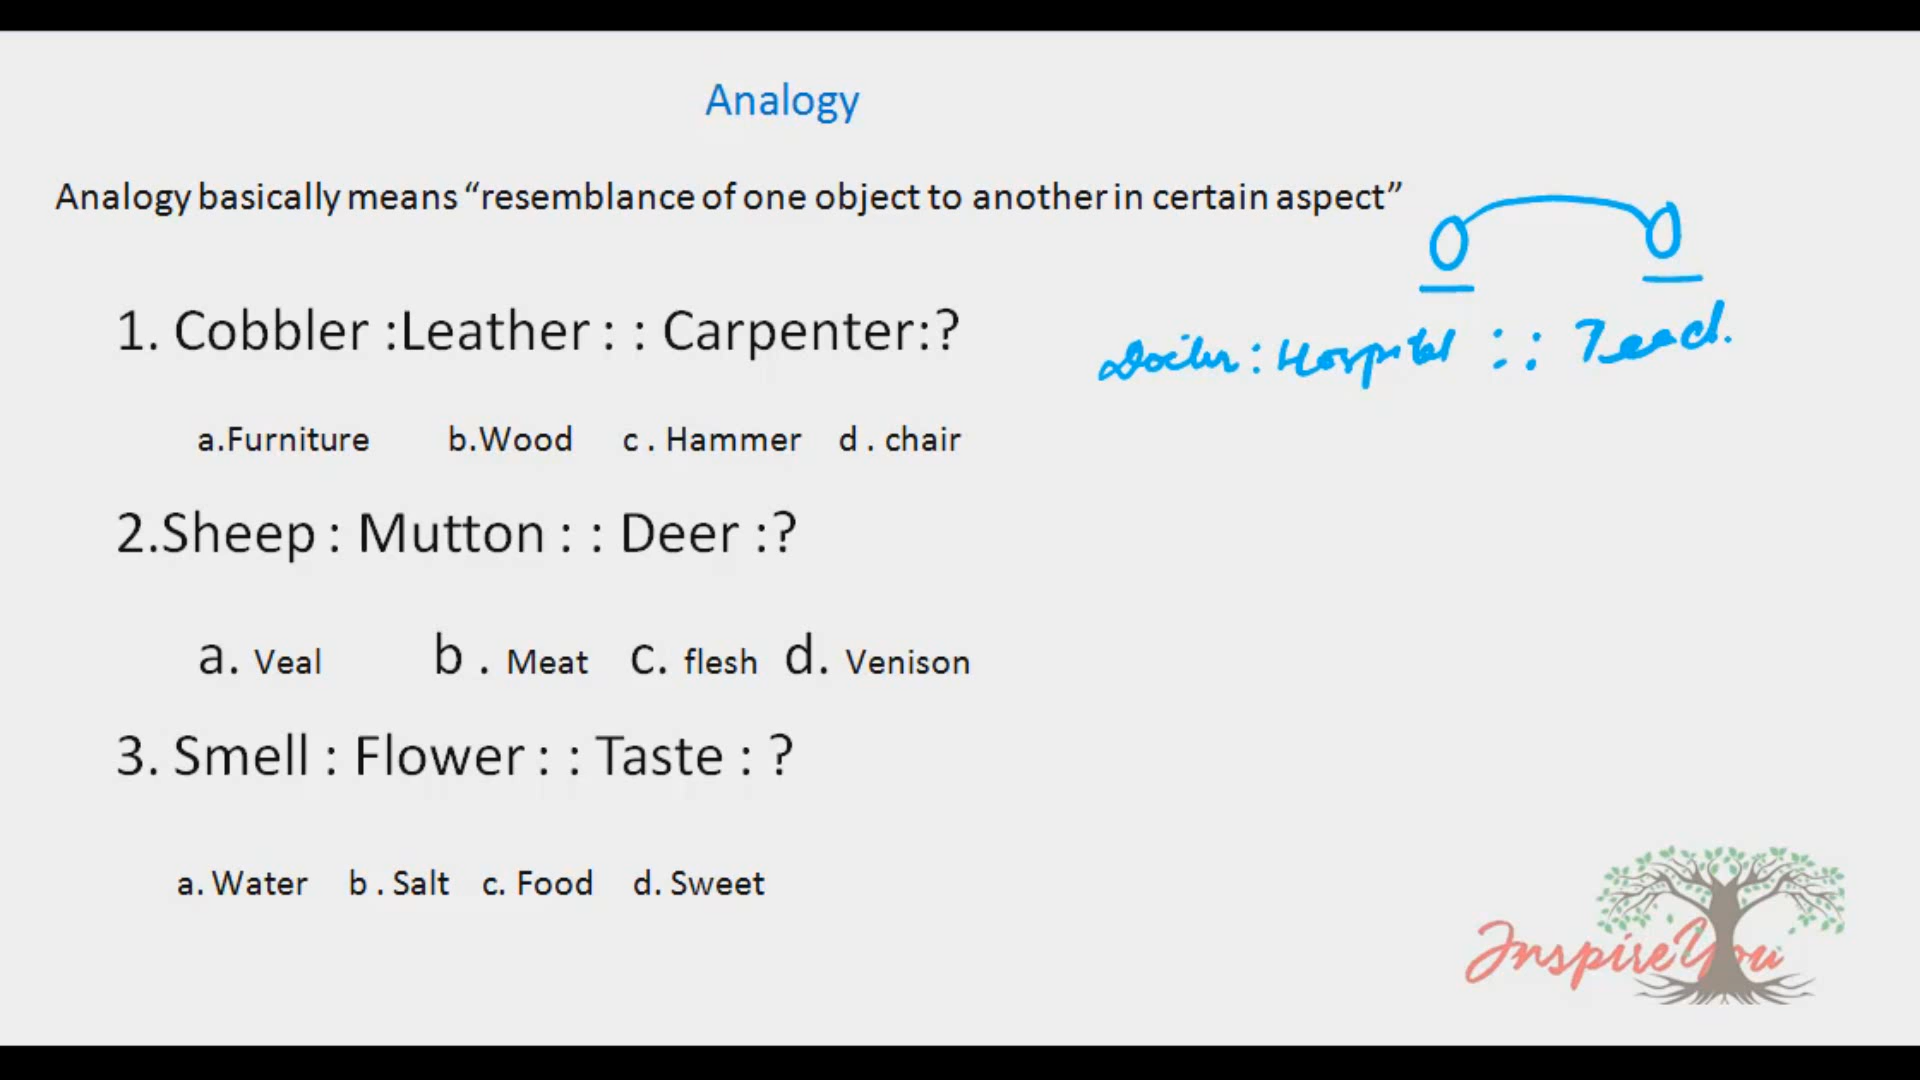 Analogy
Analogy basically means “resemblance of one object to another in certain aspect”
1. Cobbler :Leather : : Carpenter:?
Doctor : Hospital : : Teach.
a.Furniture b.Wood c . Hammer d . chair
2.Sheep : Mutton : : Deer :?
a. Veal b . Meat c. flesh d. Venison
3. Smell : Flower : : Taste : ?
a. Water b . Salt c. Food d. Sweet
InspireYou